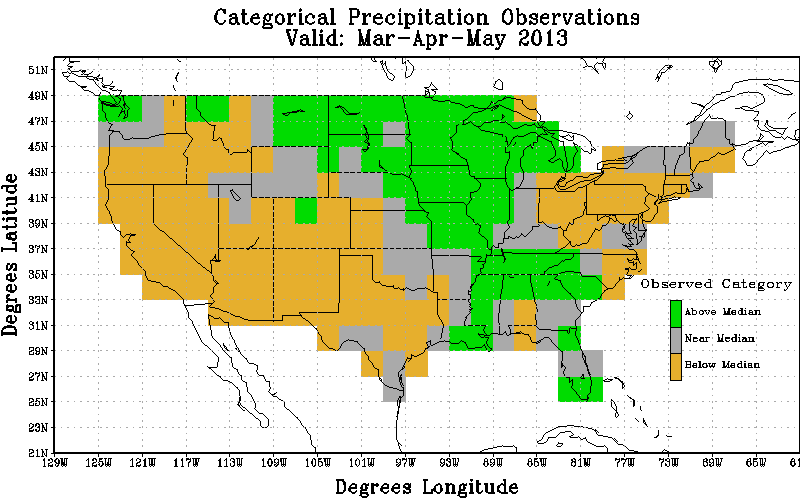 Categorical Precipitation Observations
Valid: Mar-Apr-May 2013
51N
49N
47N
45N
43N
41N
39N
37N
35N
33N
31N
29N
27N
25N
23N
21N
Degrees Latitude
Observed Category
Above Median
Near Median
Below Median
129W 125W 121W 117W 113W 109W 105W 101W 97W 93W 89W 85W 81W 77W 73W 69W 65W 61
Degrees Longitude